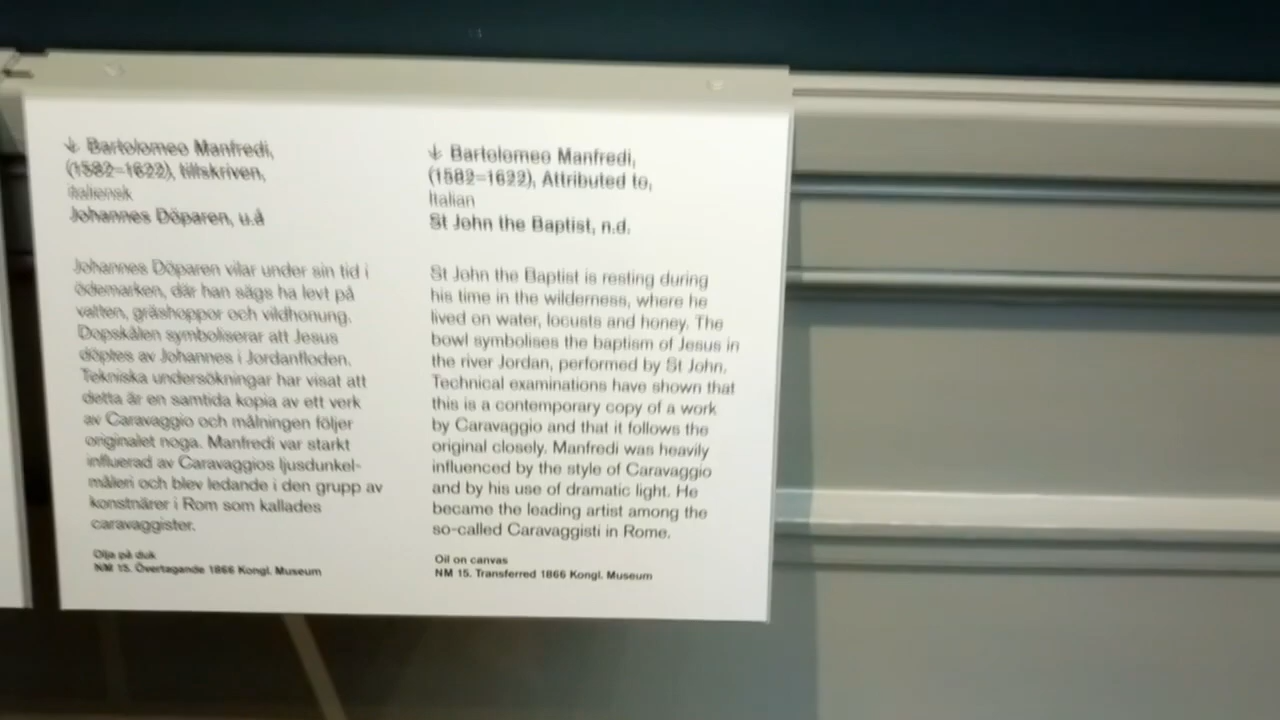 ↓ Bartolomeo Manfredi,
(1582–1622), tillskriven,
italiensk
Johannes Döparen, u.å
Johannes Döparen vilar under sin tid i
ödemarken, där han sägs ha levt på
vatten, gräshoppor och vildhonung.
Dopskålen symboliserar att Jesus
döptes av Johannes i Jordanfloden.
Tekniska undersökningar har visat att
detta är en samtida kopia av ett verk
av Caravaggio och målningen följer
originalet noga. Manfredi var starkt
influerad av Caravaggios ljusdunkel-
måleri och blev ledande i den grupp av
konstnärer i Rom som kallades
caravaggister.
Olja på duk
NM 15. Övertagande 1866 Kongl. Museum
↓ Bartolomeo Manfredi,
(1582–1622), Attributed to,
Italian
St John the Baptist, n.d.
St John the Baptist is resting during
his time in the wilderness, where he
lived on water, locusts and honey. The
bowl symbolises the baptism of Jesus in
the river Jordan, performed by St John.
Technical examinations have shown that
this is a contemporary copy of a work
by Caravaggio and that it follows the
original closely. Manfredi was heavily
influenced by the style of Caravaggio
and by his use of dramatic light. He
became the leading artist among the
so-called Caravaggisti in Rome.
Oil on canvas
NM 15. Transferred 1866 Kongl. Museum